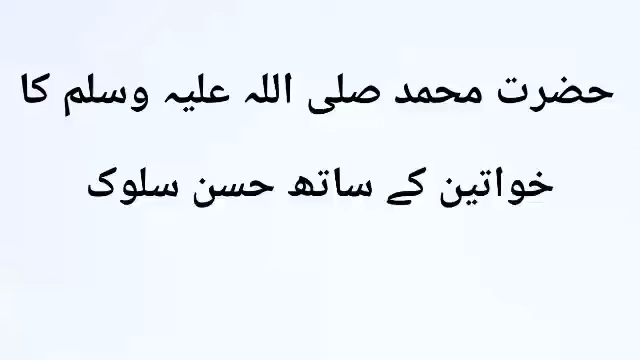 حضرت محمد صلی اللہ علیہ وسلم کا
خواتین کے ساتھ حسن سلوک